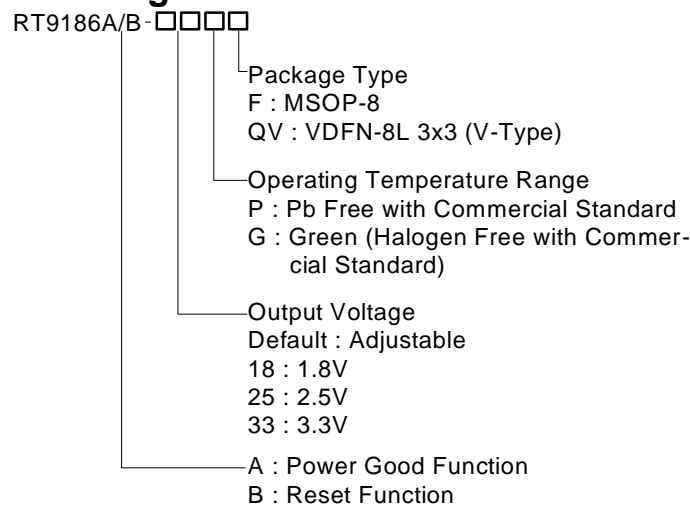 RT9186A/B-□□□□
Package Type
F : MSOP-8
QV : VDFN-8L 3x3 (V-Type)
Operating Temperature Range
P : Pb Free with Commercial Standard
G : Green (Halogen Free with Commer-
cial Standard)
Output Voltage
Default : Adjustable
18 : 1.8V
25 : 2.5V
33 : 3.3V
A : Power Good Function
B : Reset Function